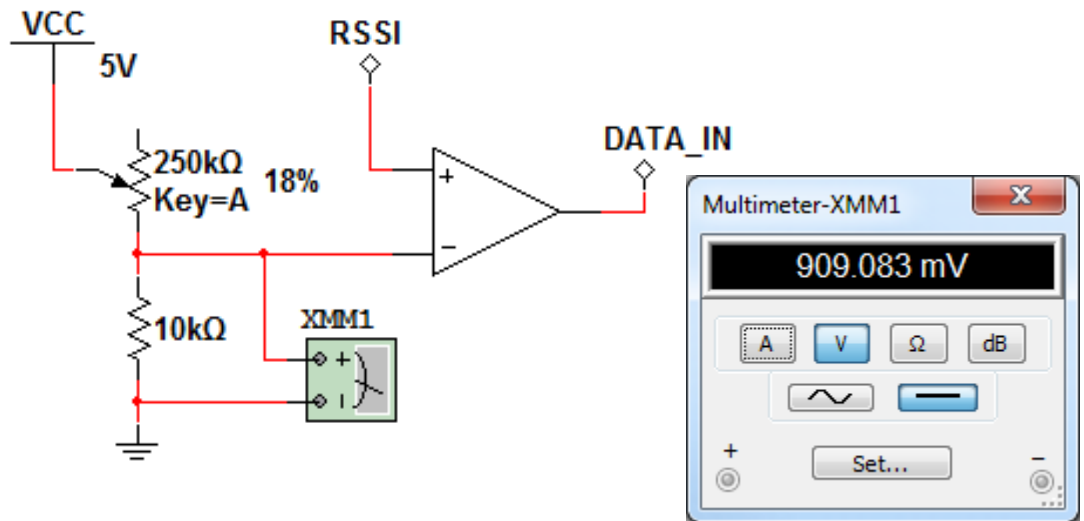 VCC
5V
RSSI
DATA_IN
250kΩ
Key=A
18%
+
−
10kΩ
XMM1
+
−
Multimeter-XMM1
909.083 mV
A
V
Ω
dB
+
Set...
−